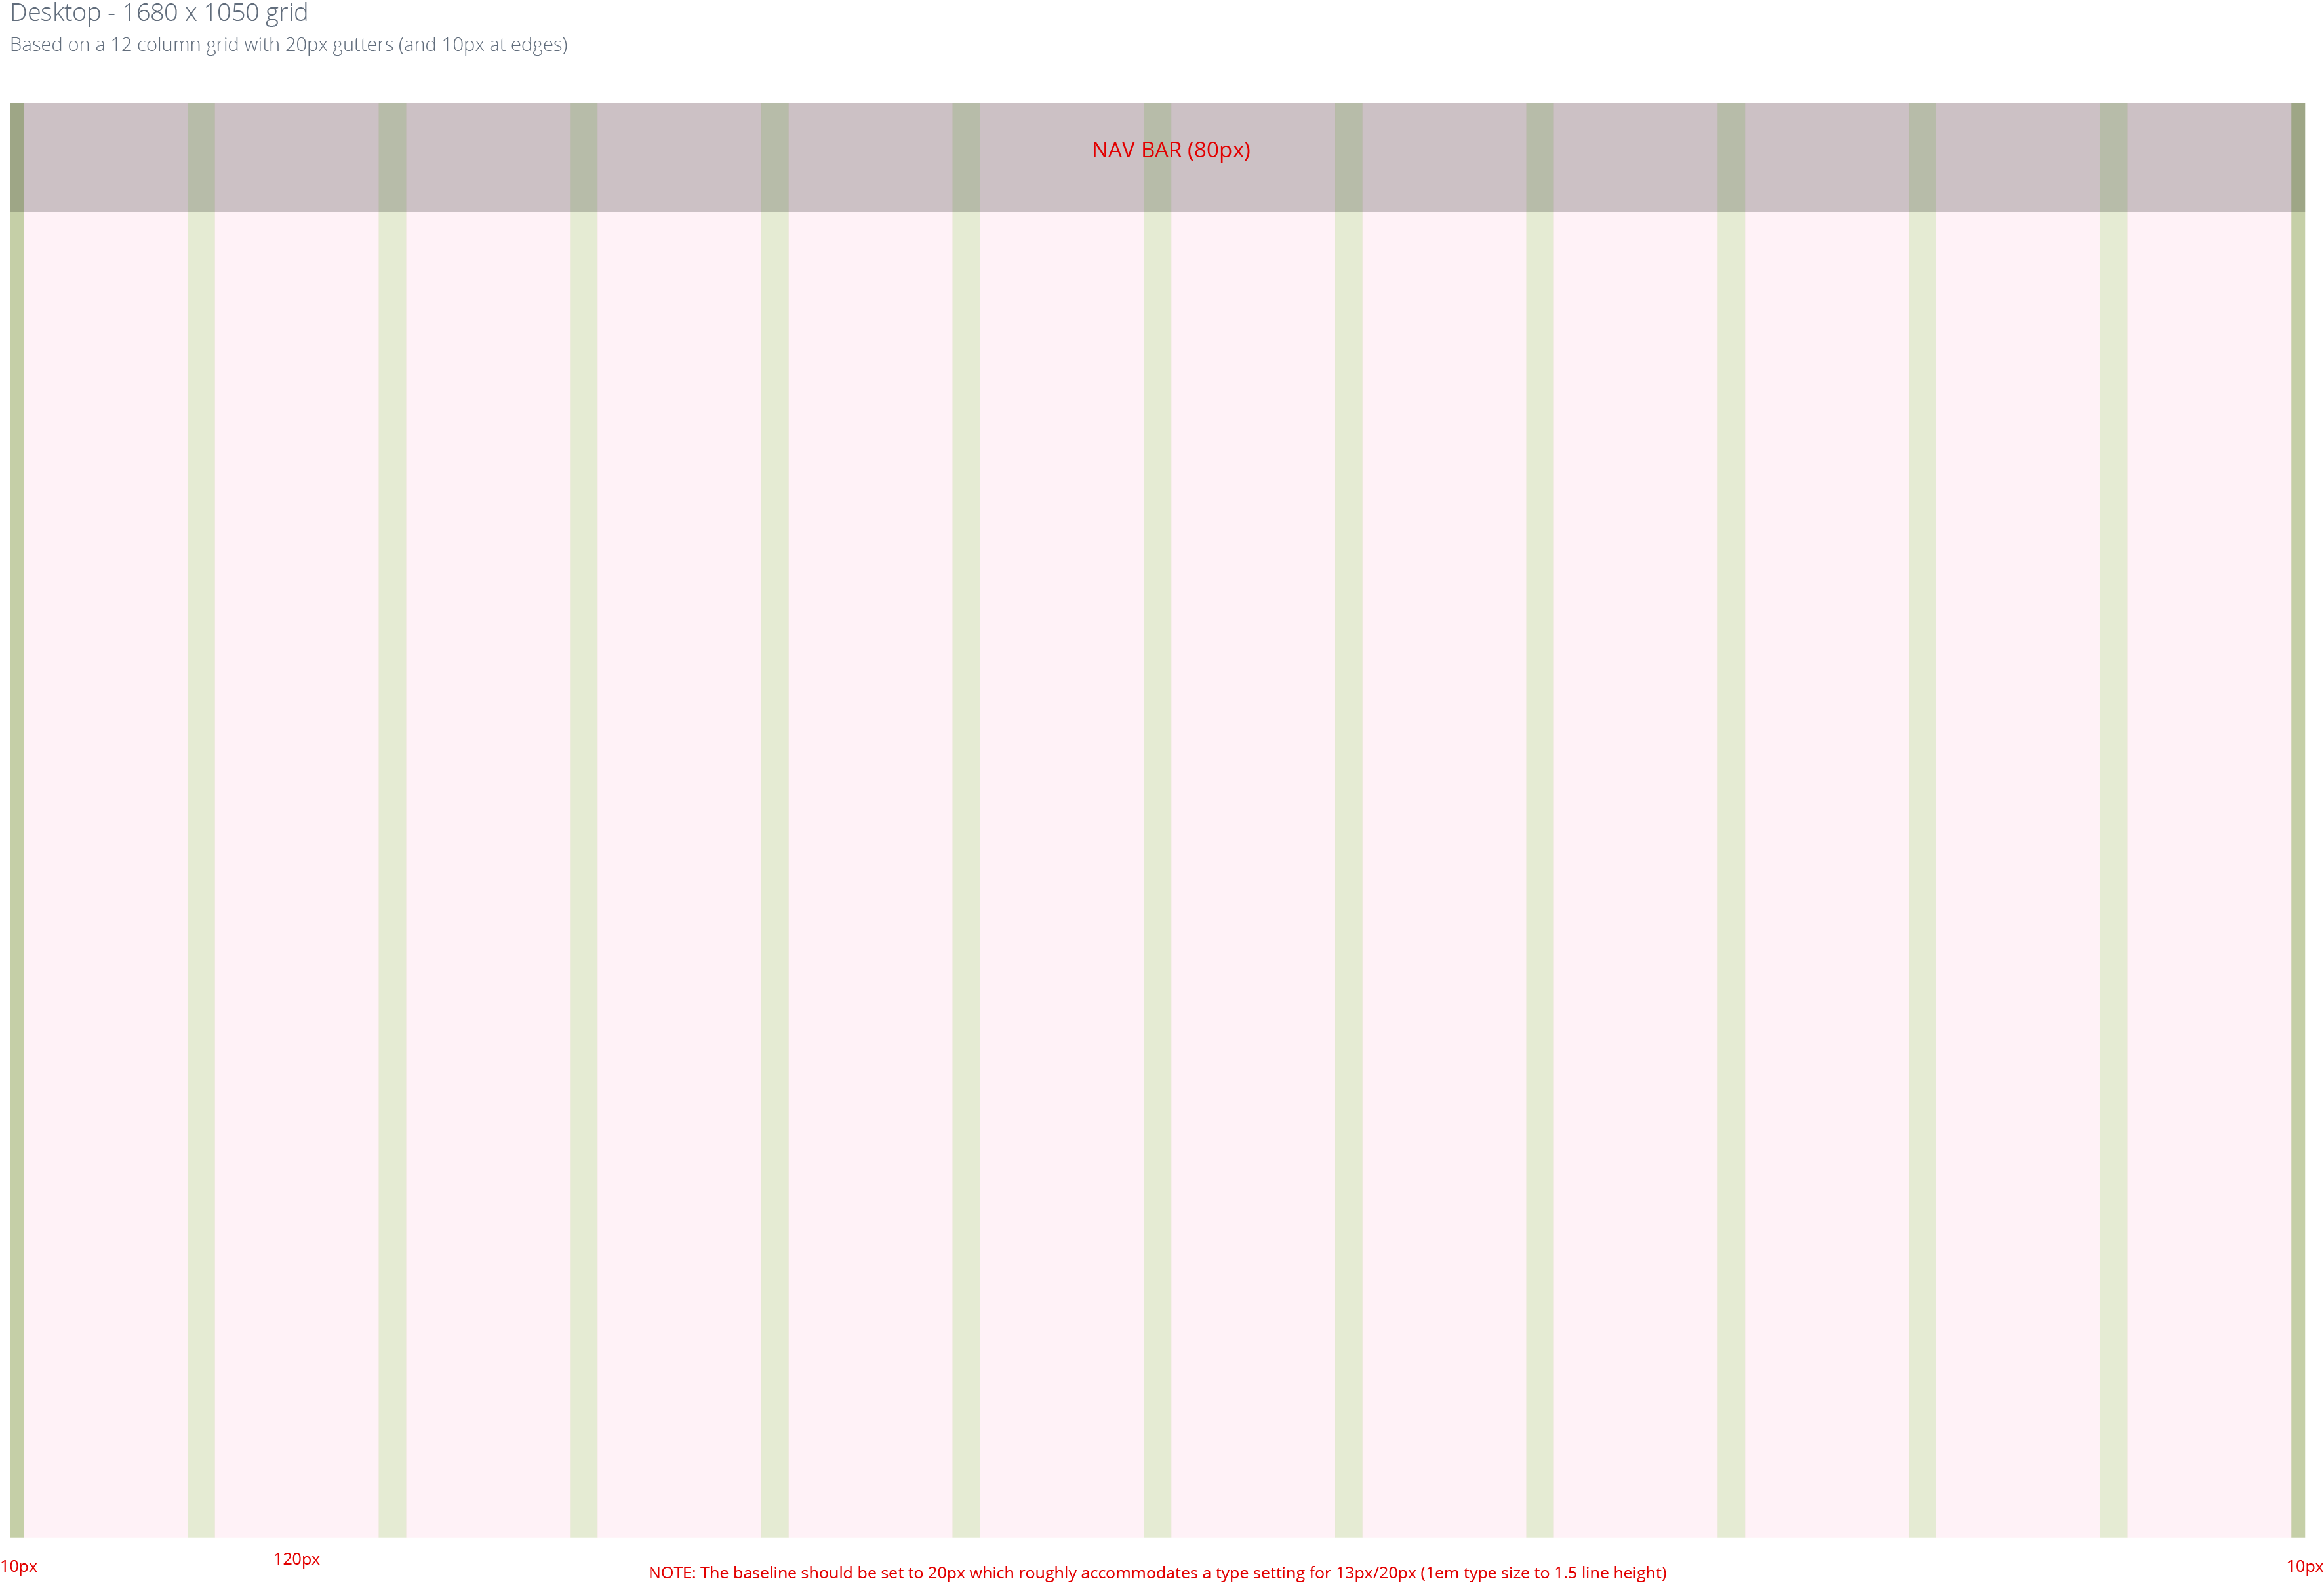 Desktop - 1680 x 1050 grid
Based on a 12 column grid with 20px gutters (and 10px at edges)
NAV BAR (80px)
10px
120px
NOTE: The baseline should be set to 20px which roughly accommodates a type setting for 13px/20px (1em type size to 1.5 line height)
10px